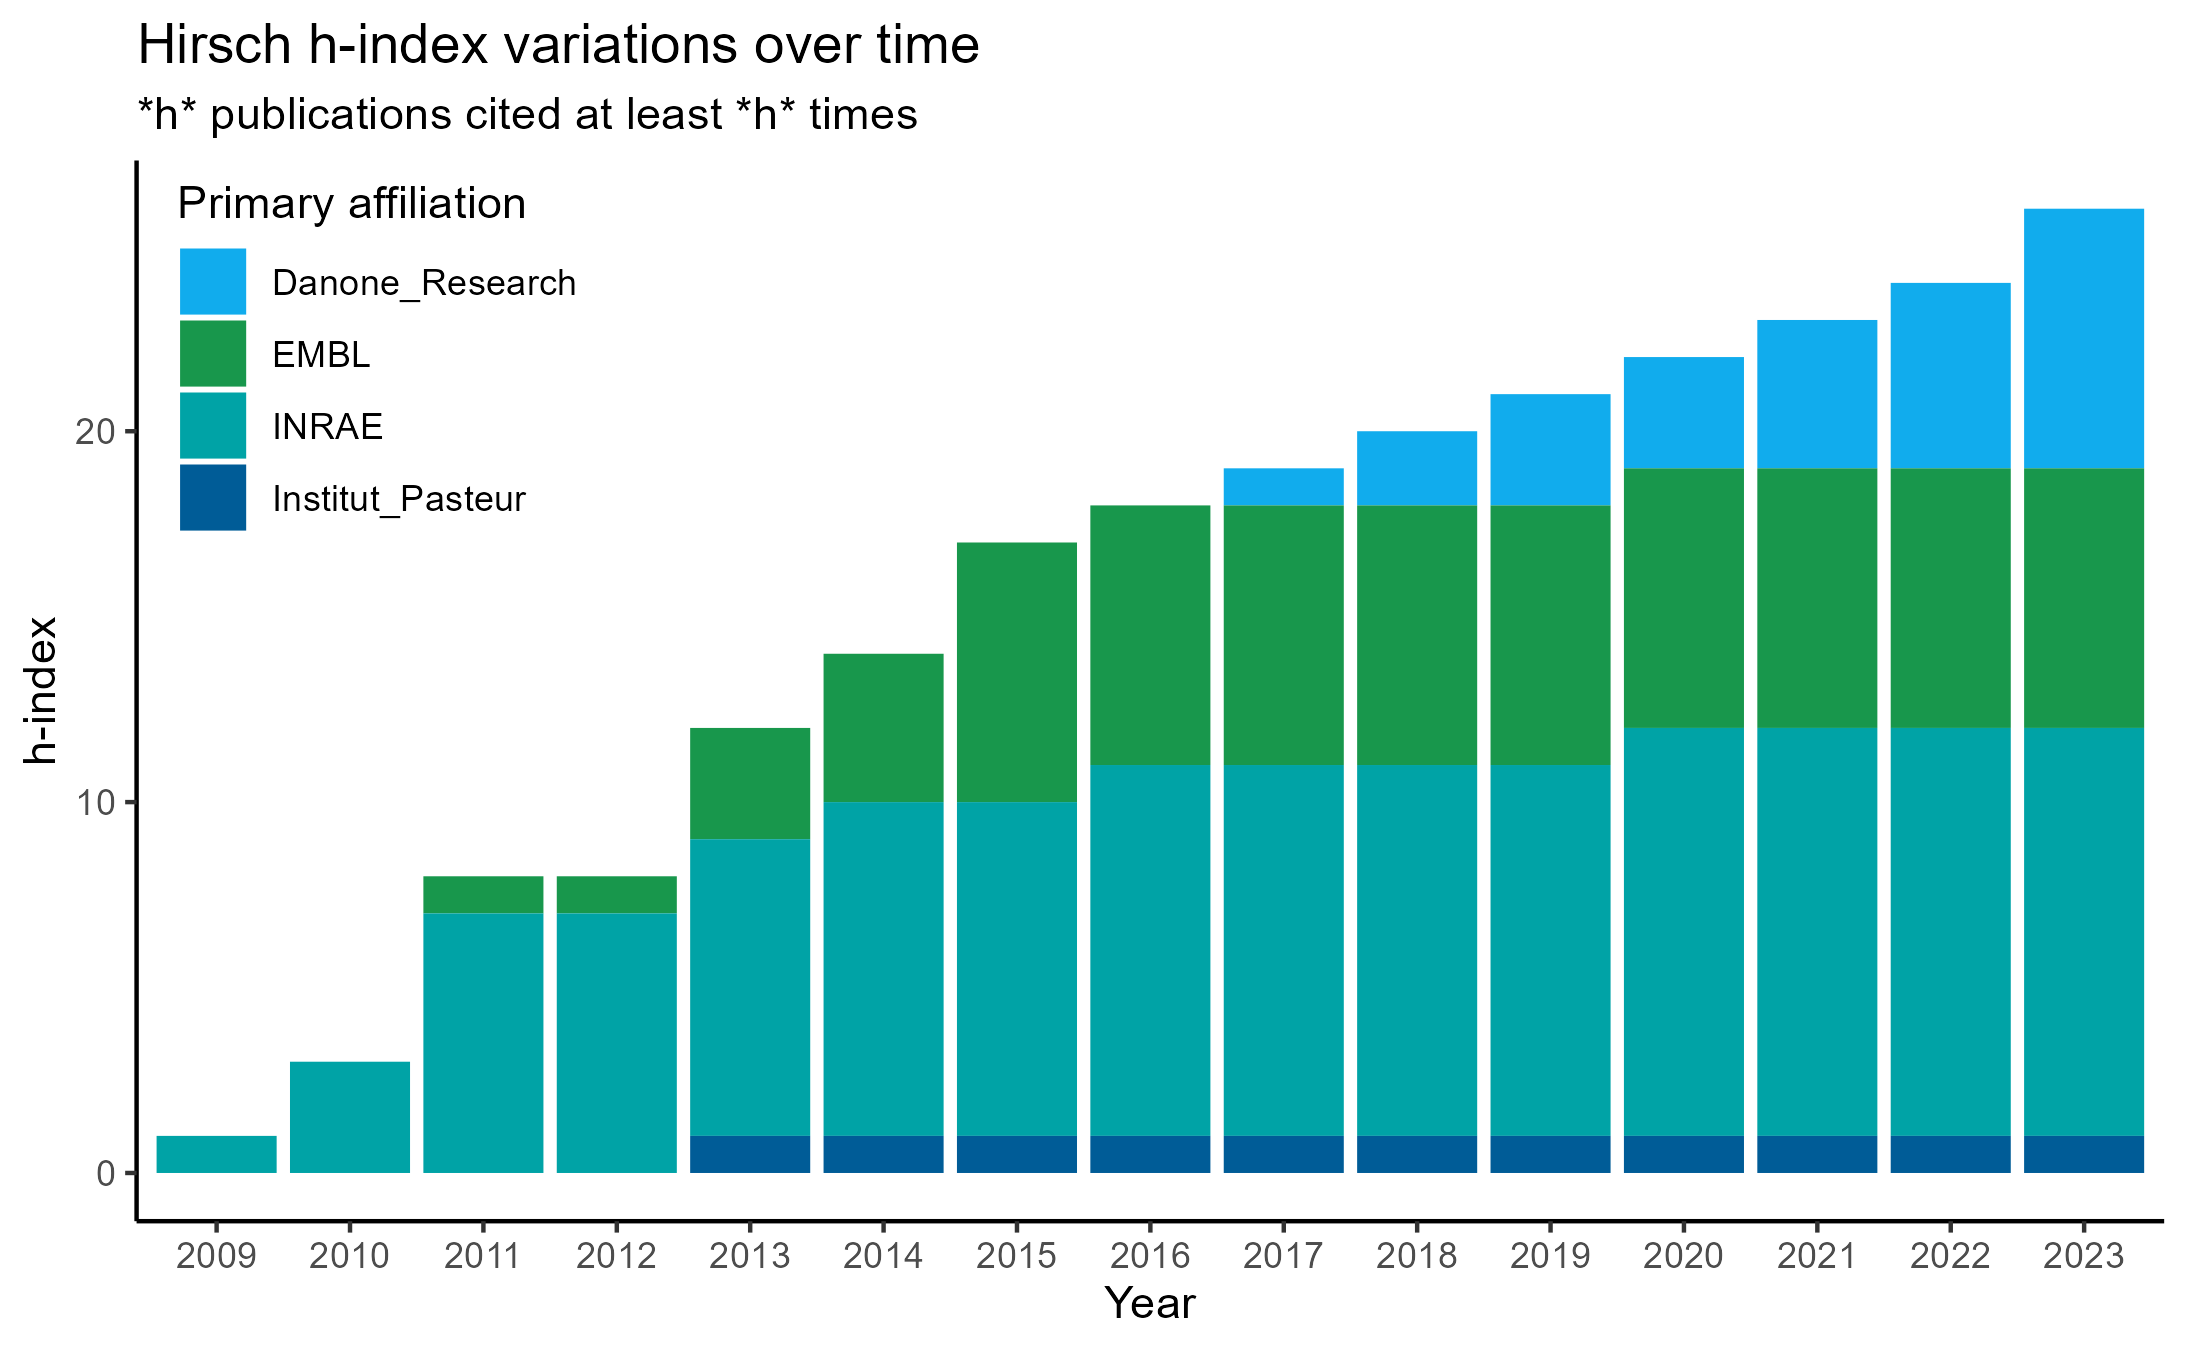 Hirsch h-index variations over time
*h* publications cited at least *h* times
Primary affiliation
Danone_Research
EMBL
INRAE
Institut_Pasteur
h-index
20
10
0
2009 2010 2011 2012 2013 2014 2015 2016 2017 2018 2019 2020 2021 2022 2023
Year